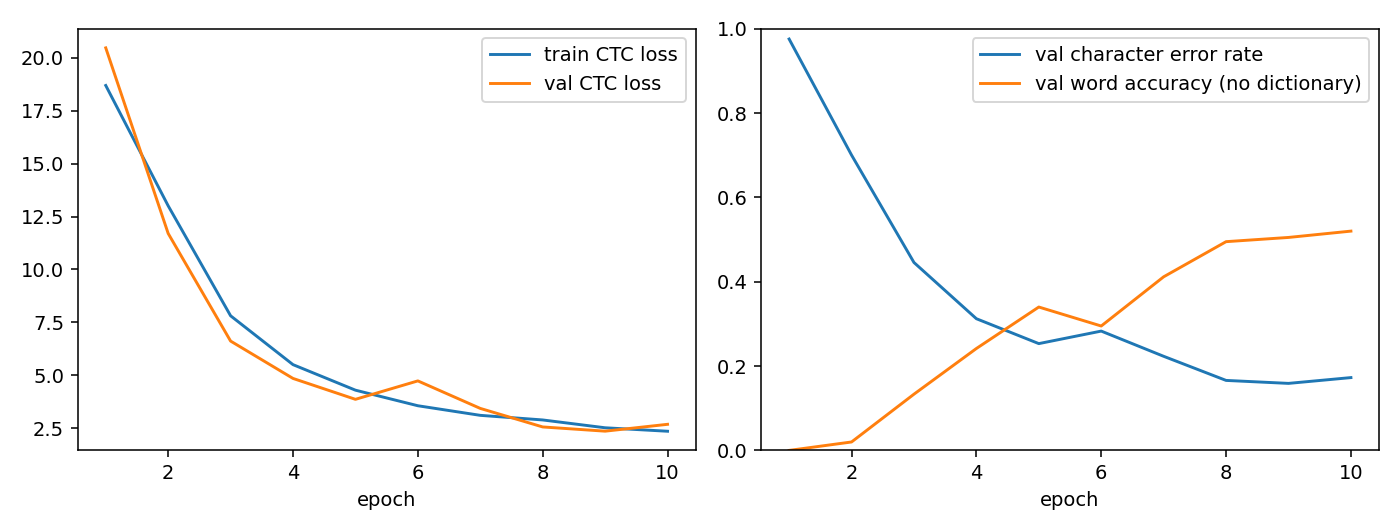 train CTC loss
val CTC loss
20.0
17.5
15.0
12.5
10.0
7.5
5.0
2.5
2 4 6 8 10
epoch
val character error rate
val word accuracy (no dictionary)
1.0
0.8
0.6
0.4
0.2
0.0
2 4 6 8 10
epoch